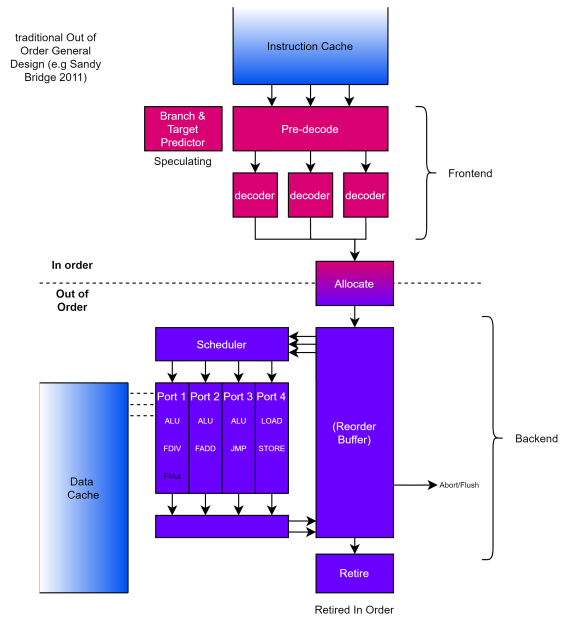 traditional Out of
Order General
Design (e.g Sandy
Bridge 2011)
Instruction Cache
Branch &
Target
Predictor
Speculating
Pre-decode
decoder
decoder
decoder
Frontend
In order
Out of
Order
Allocate
Scheduler
Port 1
ALU
FDIV
FMul
Port 2
ALU
FADD
Port 3
ALU
JMP
Port 4
LOAD
STORE
(Reorder
Buffer)
Backend
Data
Cache
Abort/Flush
Retire
Retired In Order